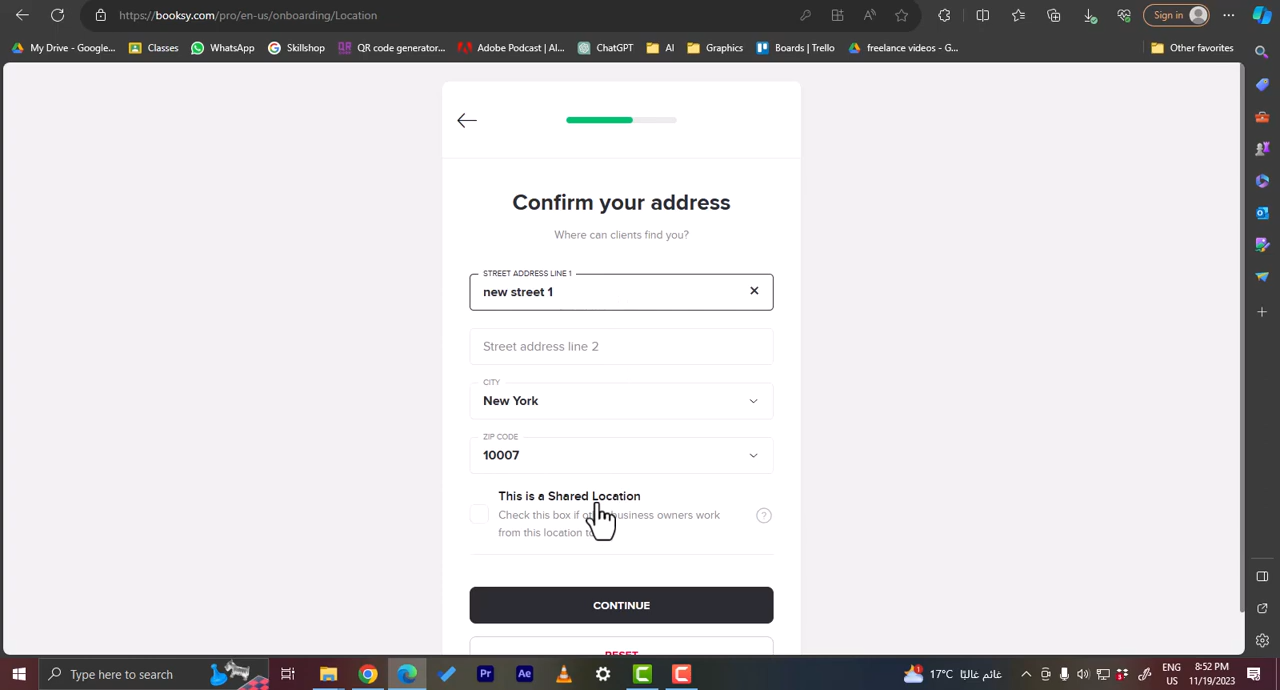 https://booksy.com/pro/en-us/onboarding/Location
Sign in
My Drive - Google...
Classes
WhatsApp
Skillshop
QR code generator...
Adobe Podcast | AI...
ChatGPT
AI
Graphics
Boards | Trello
freelance videos - G...
Other favorites
Confirm your address
Where can clients find you?
STREET ADDRESS LINE 1
new street 1
Street address line 2
CITY
New York
ZIP CODE
10007
This is a Shared Location
Check this box if business owners work
from this location
CONTINUE
RESET
Type here to search
Pr
Ae
17°C غائم غالبًا
ENG
US
8:52 PM
11/19/2023